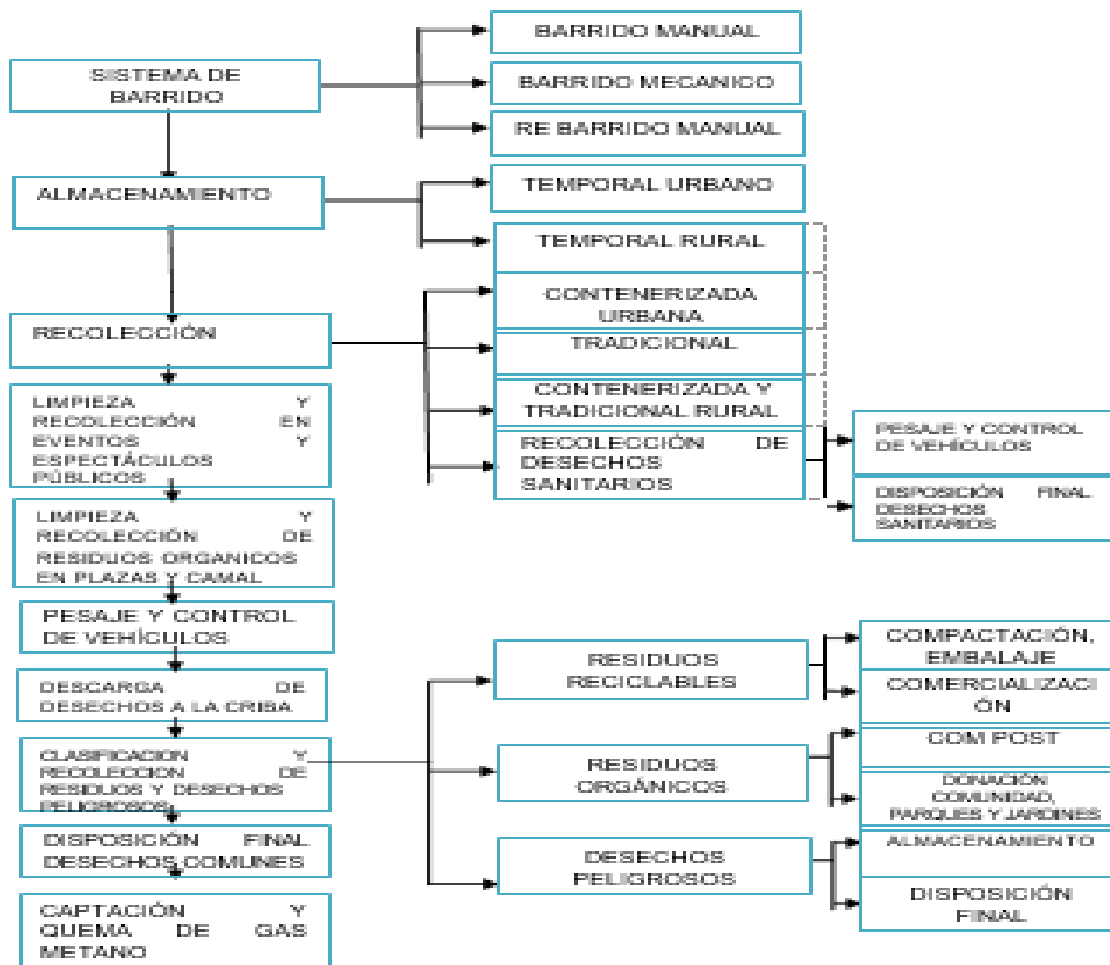 SISTEMA DE
BARRIDO
BARRIDO MANUAL
BARRIDO MECANICO
RE BARRIDO MANUAL
ALMACENAMIENTO
TEMPORAL URBANO
TEMPORAL RURAL
RECOLECCIÓN
CONTENERIZADA
URBANA
TRADICIONAL
CONTENERIZADA Y
TRADICIONAL RURAL
RECOLECCIÓN DE
DESECHOS
SANITARIOS
PESAJE Y CONTROL
DE VEHÍCULOS
DISPOSICIÓN FINAL
DESECHOS
SANITARIOS
LIMPIEZA Y
RECOLECCIÓN EN
EVENTOS Y
ESPECTÁCULOS
PÚBLICOS
LIMPIEZA Y
RECOLECCIÓN DE
RESIDUOS ORGANICOS
EN PLAZAS Y CAMAL
PESAJE Y CONTROL
DE VEHÍCULOS
DESCARGA DE
DESECHOS A LA CRIBA
CLASIFICACION Y
RECOLECCION DE
RESIDUOS Y DESECHOS
PELIGROSOS
RESIDUOS
RECICLABLES
COMPACTACIÓN,
EMBALAJE
COMERCIALIZACI
ÓN
RESIDUOS
ORGÁNICOS
COM POST
DONACIÓN
COMUNIDAD,
PARQUES Y JARDINES
DESECHOS
PELIGROSOS
ALMACENAMIENTO
DISPOSICIÓN
FINAL
DISPOSICIÓN FINAL
DESECHOS COMUNES
CAPTACIÓN Y
QUEMA DE GAS
METANO